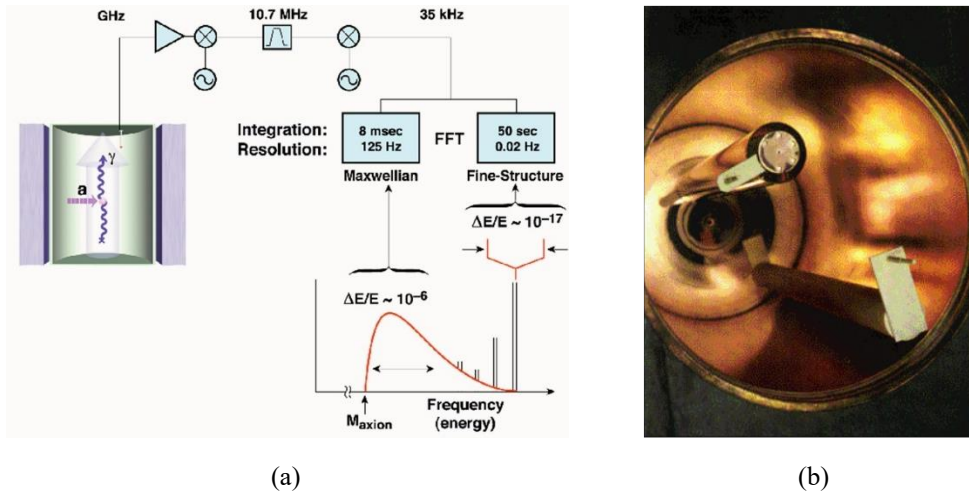 GHz
10.7 MHz
35 kHz
Integration:
Resolution:
8 msec
125 Hz
FFT
50 sec
0.02 Hz
Maxwellian
Fine-Structure
γ
a
ΔE/E ~ 10⁻¹⁷
ΔE/E ~ 10⁻⁶
Maxion
Frequency
(energy)
(a)
(b)